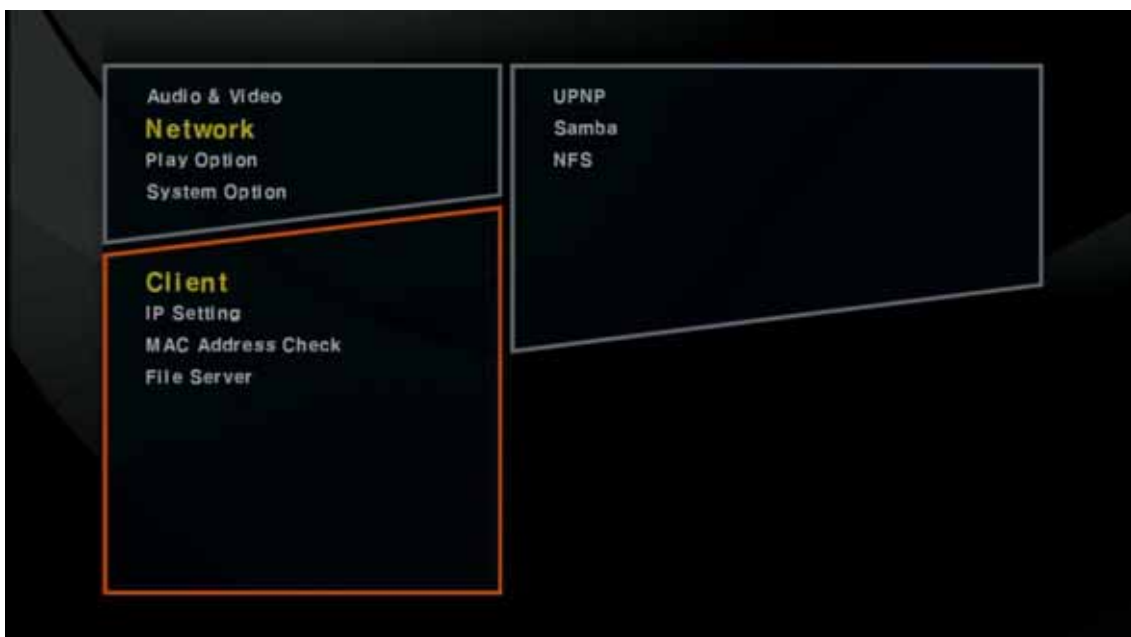 Audio & Video
Network
Play Option
System Option
Client
IP Setting
MAC Address Check
File Server
UPNP
Samba
NFS